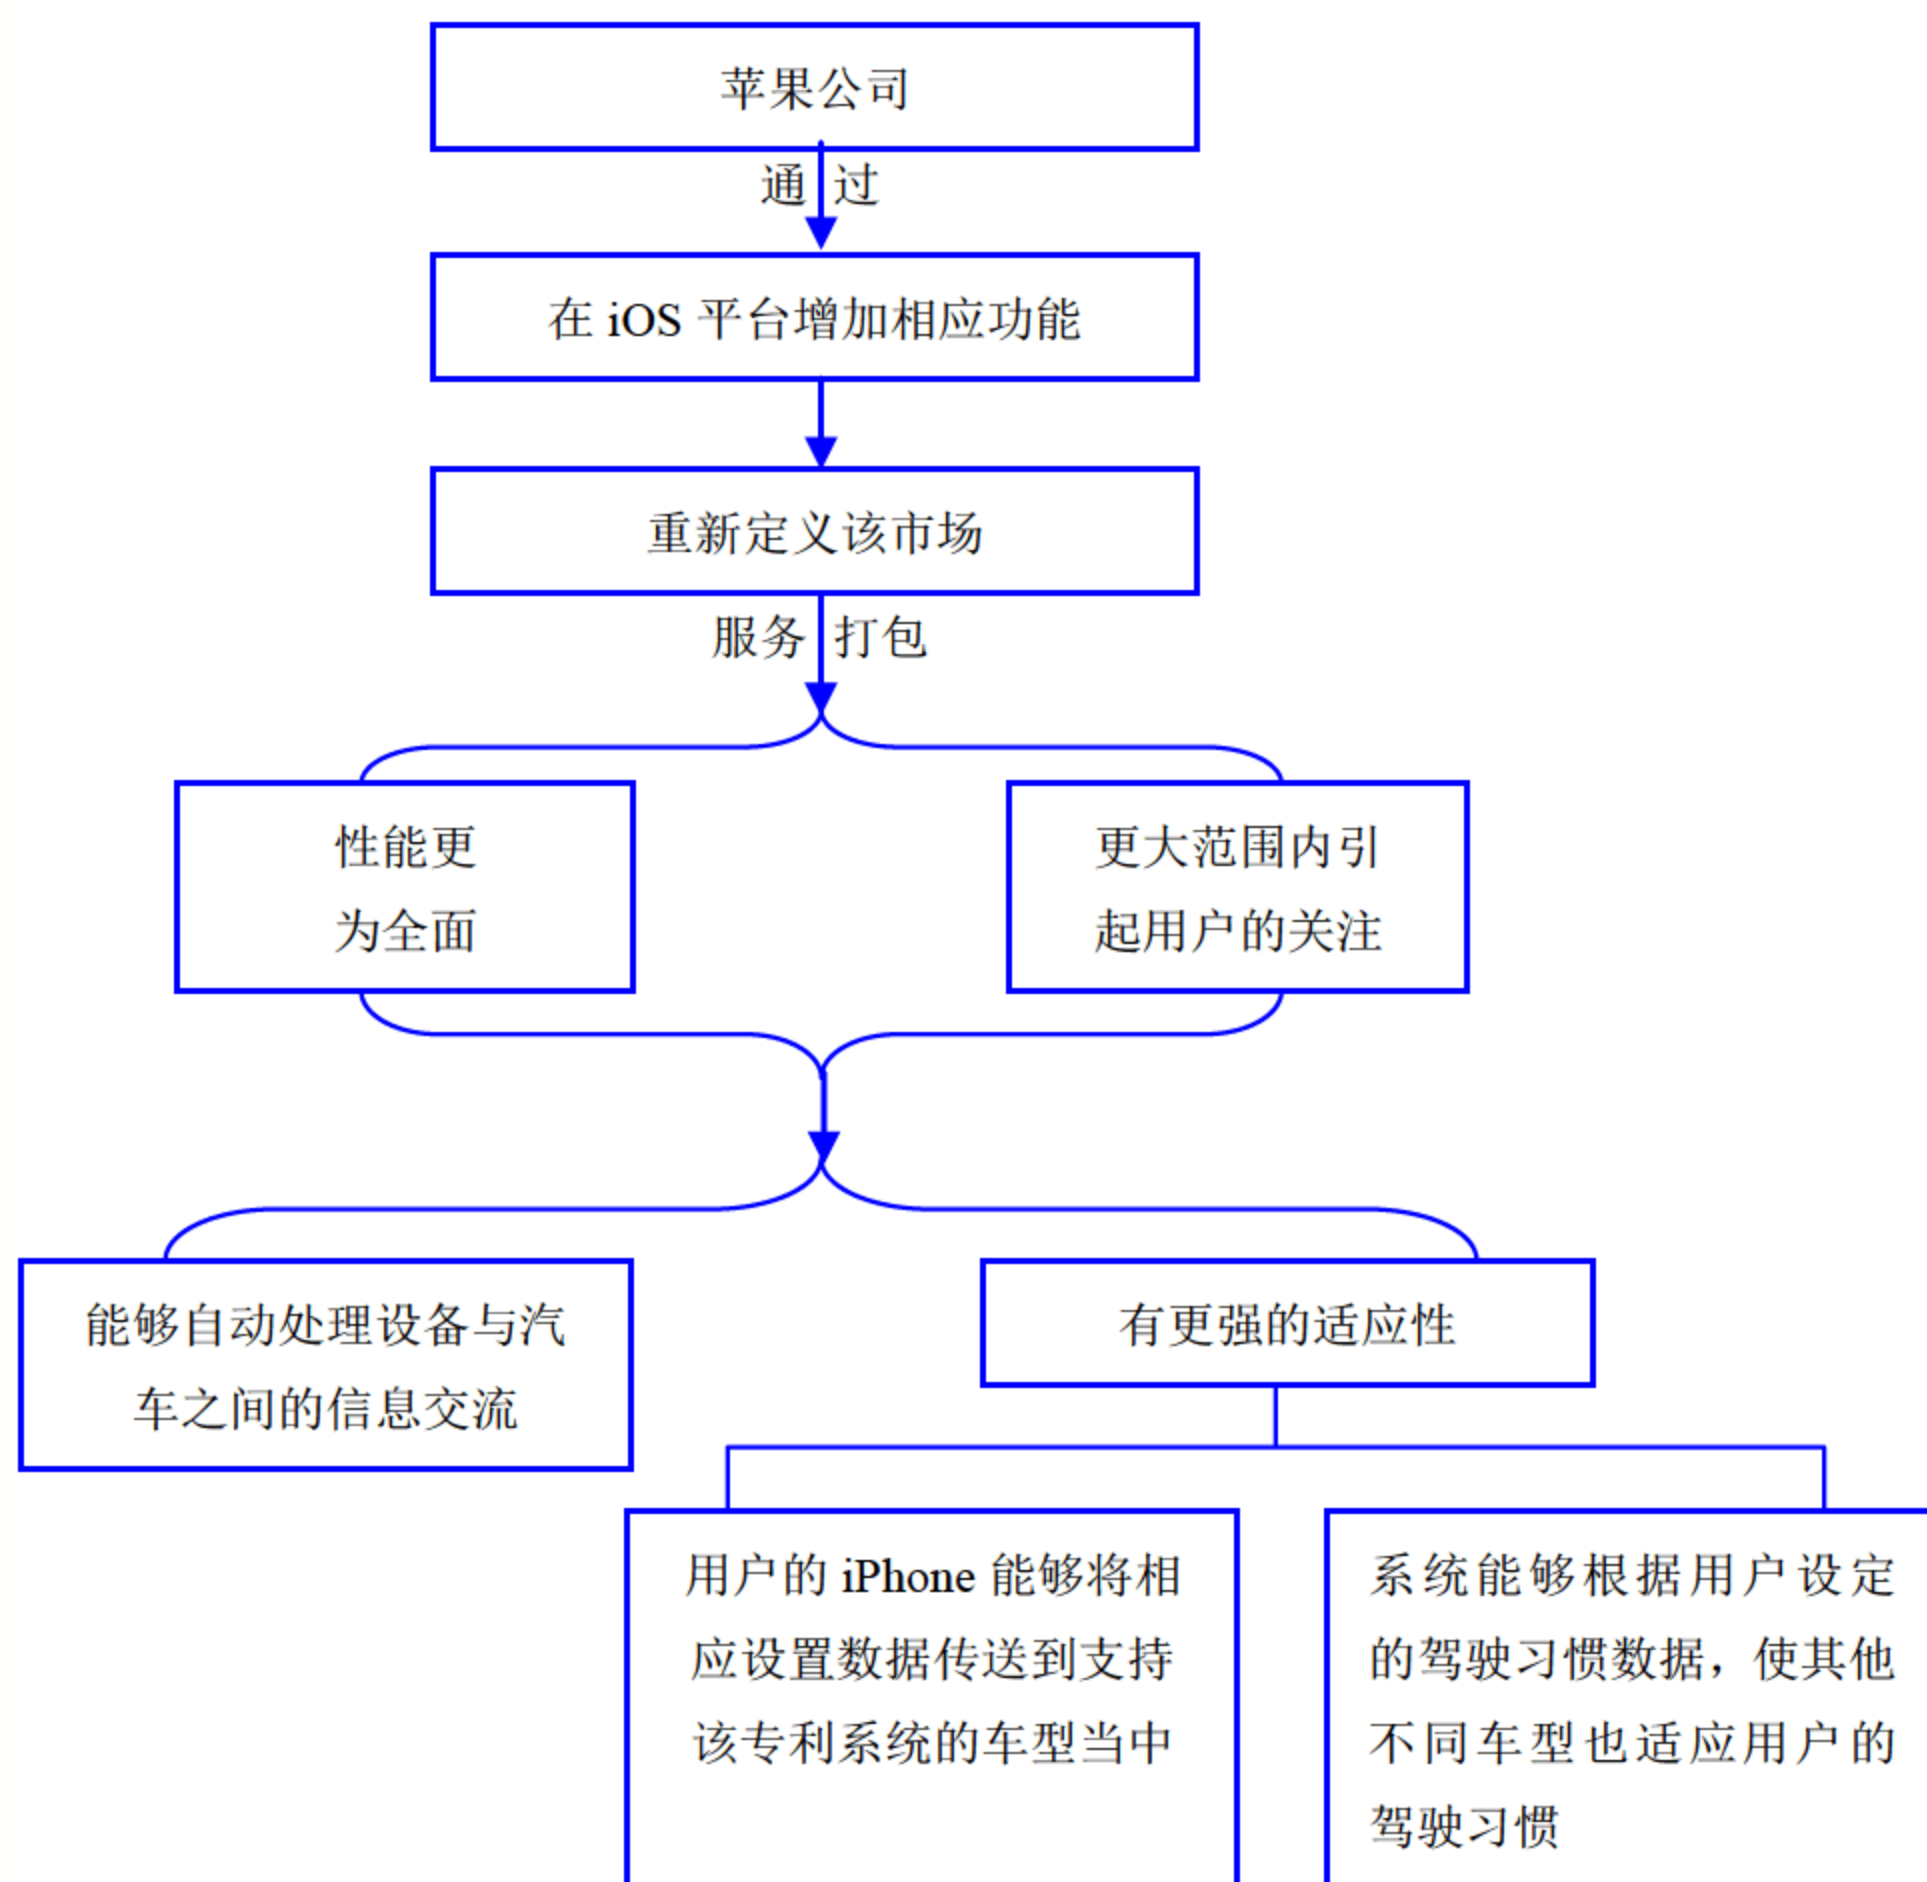 苹果公司
通过
在 iOS 平台增加相应功能
重新定义该市场
服务打包
性能更
为全面
更大范围内引
起用户的关注
能够自动处理设备与汽
车之间的信息交流
有更强的适应性
用户的 iPhone 能够将相
应设置数据传送到支持
该专利系统的车型当中
系统能够根据用户设定
的驾驶习惯数据，使其他
不同车型也适应用户的
驾驶习惯